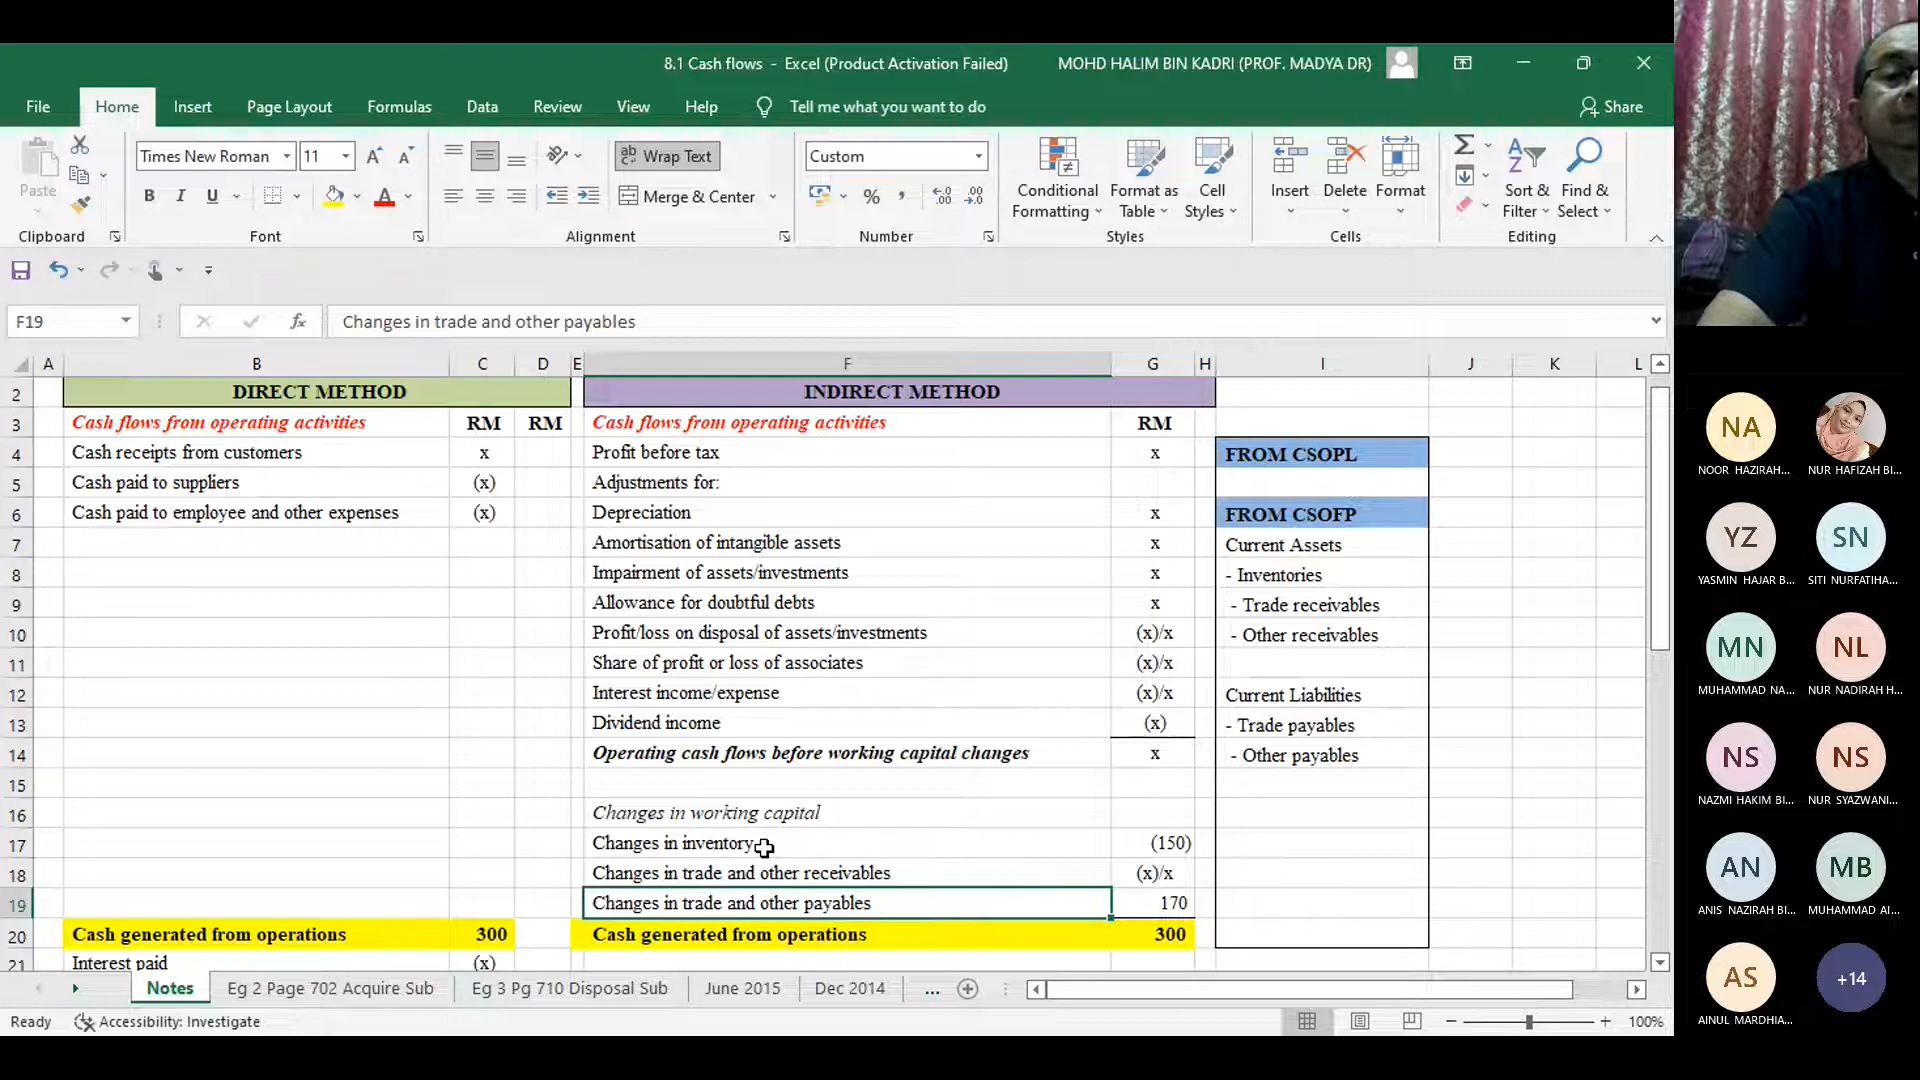 8.1 Cash flows - Excel (Product Activation Failed)
MOHD HALIM BIN KADRI (PROF. MADYA DR)
File Home Insert Page Layout Formulas Data Review View Help Tell me what you want to do Share
Paste
Clipboard
Times New Roman 11
B I U
Font
ab Wrap Text
Merge & Center
Alignment
Custom
%
Number
Conditional Formatting
Format as Table
Cell Styles
Styles
Insert Delete Format
Cells
Sort & Filter
Find & Select
Editing
F19 fx Changes in trade and other payables
A B C D E F G H I J K L
2 DIRECT METHOD INDIRECT METHOD
3 Cash flows from operating activities RM RM Cash flows from operating activities RM
4 Cash receipts from customers x Profit before tax x FROM CSOPL
5 Cash paid to suppliers (x) Adjustments for:
6 Cash paid to employee and other expenses (x) Depreciation x FROM CSOFP
7 Amortisation of intangible assets x Current Assets
8 Impairment of assets/investments x - Inventories
9 Allowance for doubtful debts x - Trade receivables
10 Profit/loss on disposal of assets/investments (x)/x - Other receivables
11 Share of profit or loss of associates (x)/x
12 Interest income/expense (x)/x Current Liabilities
13 Dividend income (x) - Trade payables
14 Operating cash flows before working capital changes x - Other payables
15
16 Changes in working capital
17 Changes in inventory (150)
18 Changes in trade and other receivables (x)/x
19 Changes in trade and other payables 170
20 Cash generated from operations 300 Cash generated from operations 300
21 Interest paid (x)
Notes Eg 2 Page 702 Acquire Sub Eg 3 Pg 710 Disposal Sub June 2015 Dec 2014 ...
Ready Accessibility: Investigate 100%
NA
NOOR HAZIRAH... NUR HAFIZAH BI...
YZ SN
YASMIN HAJAR B... SITI NURFATIHA...
MN NL
MUHAMMAD NA... NUR NADIRAH H...
NS NS
NAZMI HAKIM BI... NUR SYAZWANI...
AN MB
ANIS NAZIRAH BI... MUHAMMAD AI...
AS +14
AINUL MARDHIA...